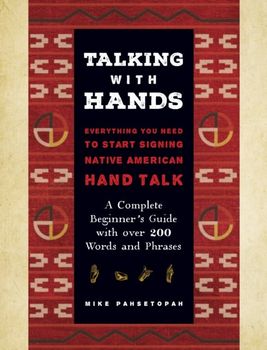 TALKING
WITH
HANDS
EVERYTHING YOU NEED
TO START SIGNING
NATIVE AMERICAN
HAND TALK
A Complete
Beginner's Guide
with over 200
Words and Phrases
MIKE PAHSETOPAH